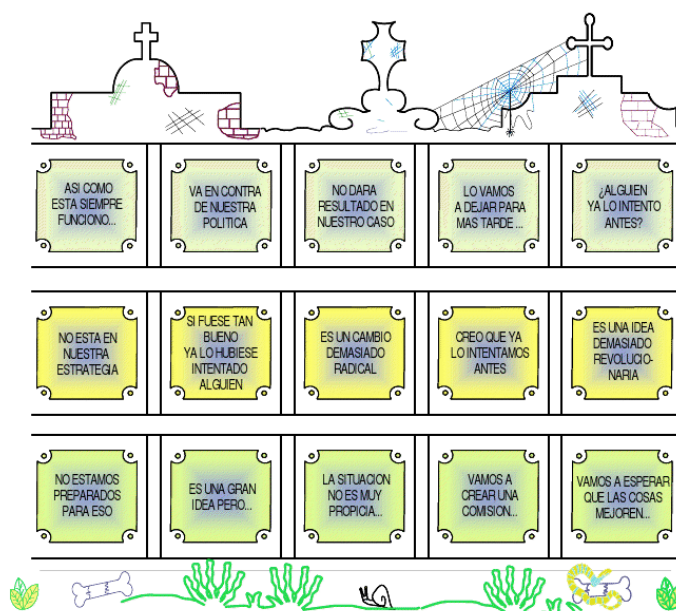 ASI COMO
ESTA SIEMPRE
FUNCIONO...
VA EN CONTRA
DE NUESTRA
POLITICA
NO DARA
RESULTADO EN
NUESTRO CASO
LO VAMOS
A DEJAR PARA
MAS TARDE ...
¿ALGUIEN
YA LO INTENTO
ANTES?
NO ESTA EN
NUESTRA
ESTRATEGIA
SI FUESE TAN
BUENO
YA LO HUBIESE
INTENTADO
ALGUIEN
ES UN CAMBIO
DEMASIADO
RADICAL
CREO QUE YA
LO INTENTAMOS
ANTES
ES UNA IDEA
DEMASIADO
REVOLUCIO-
NARIA
NO ESTAMOS
PREPARADOS
PARA ESO
ES UNA GRAN
IDEA PERO...
LA SITUACION
NO ES MUY
PROPICIA...
VAMOS A
CREAR UNA
COMISION...
VAMOS A ESPERAR
QUE LAS COSAS
MEJOREN...